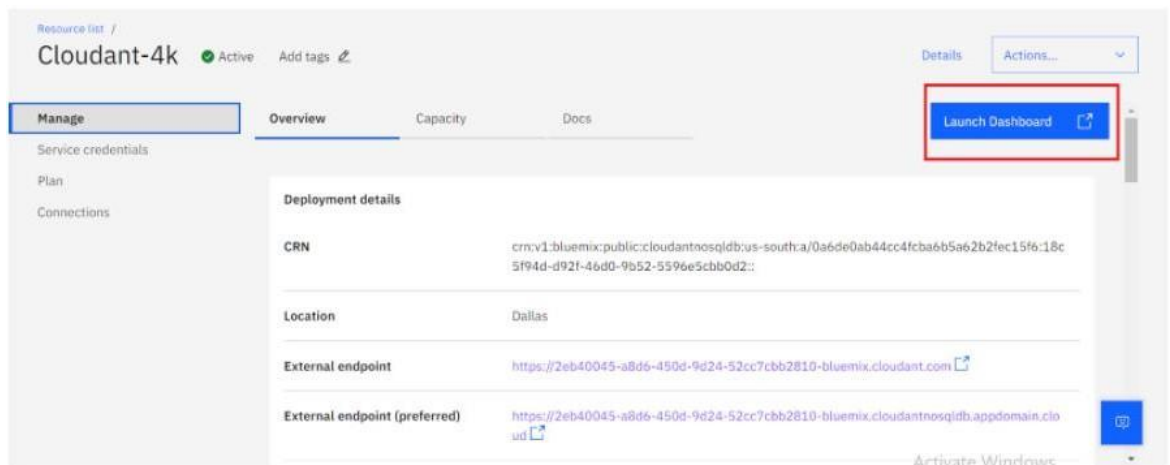 Resource list /
Cloudant-4k Active Add tags
Details Actions...
Manage
Service credentials
Plan
Connections
Overview Capacity Docs
Launch Dashboard
Deployment details
CRN crn:v1:bluemix:public:cloudantnosqldb:us-south:a/0a6de0ab44cc4fcba6b5a62b2fec15f6:18c
5f94d-d92f-46d0-9b52-5596e5cbb0d2::
Location Dallas
External endpoint https://2eb40045-a8d6-450d-9d24-52cc7cbb2810-bluemix.cloudant.com
External endpoint (preferred) https://2eb40045-a8d6-450d-9d24-52cc7cbb2810-bluemix.cloudantnosqldb.appdomain.clo
ud
Activate Windows